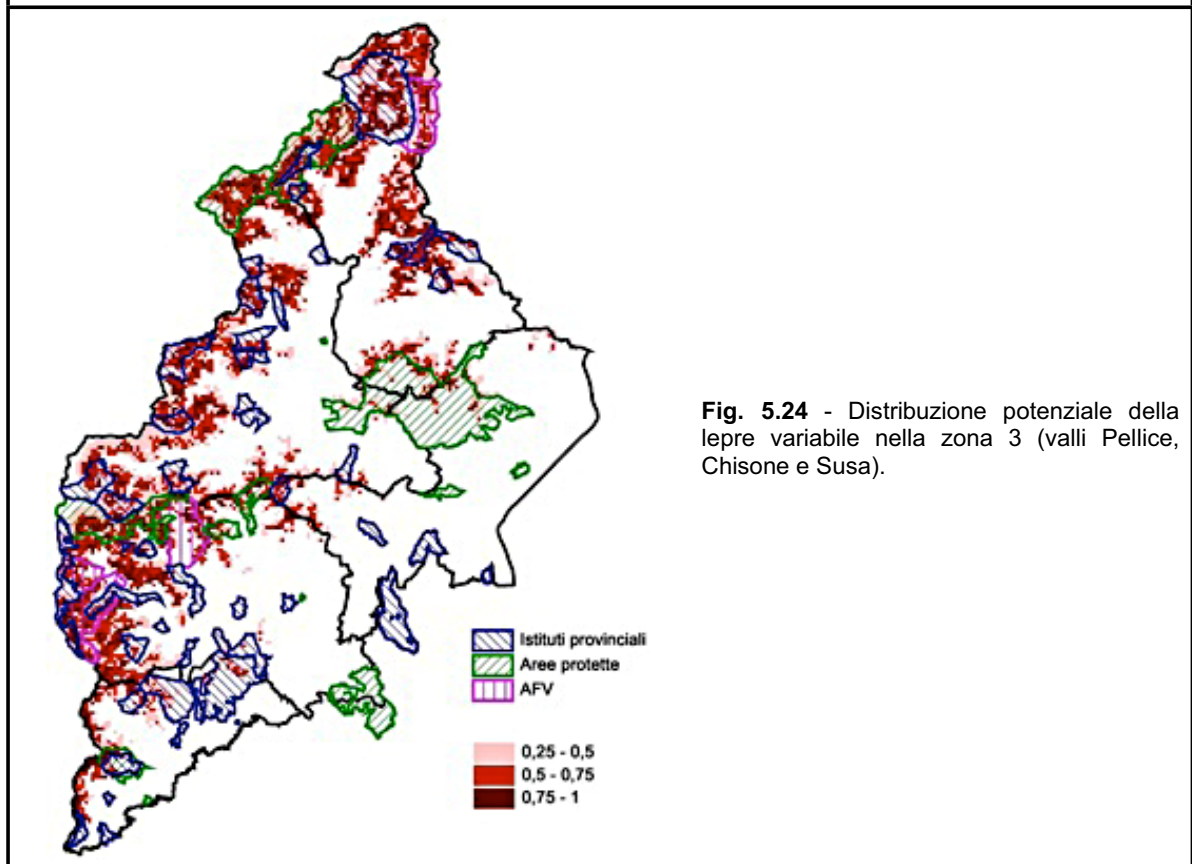 Fig. 5.24 - Distribuzione potenziale della
lepre variabile nella zona 3 (valli Pellice,
Chisone e Susa).
Istituti provinciali
Aree protette
AFV
0,25 - 0,5
0,5 - 0,75
0,75 - 1